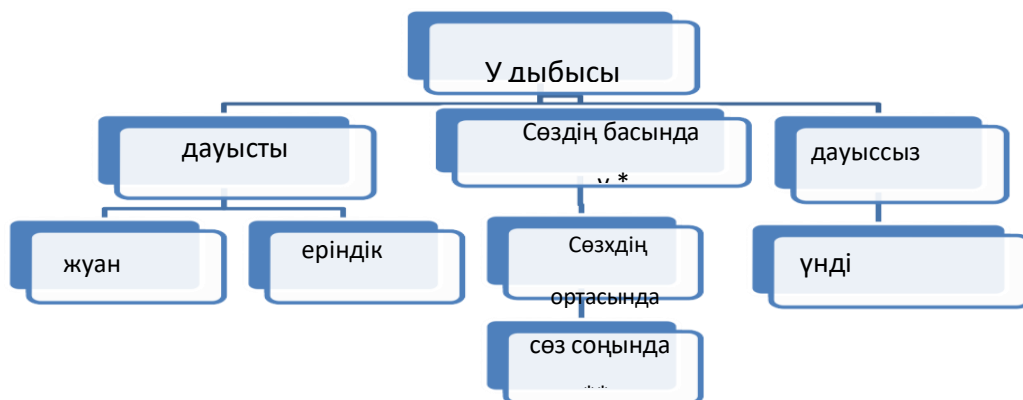 У дыбысы
дауысты
Сөздің басында
у *
дауыссыз
жуан
еріндік
Сөзхдің
ортасында
үнді
сөз соңында
**